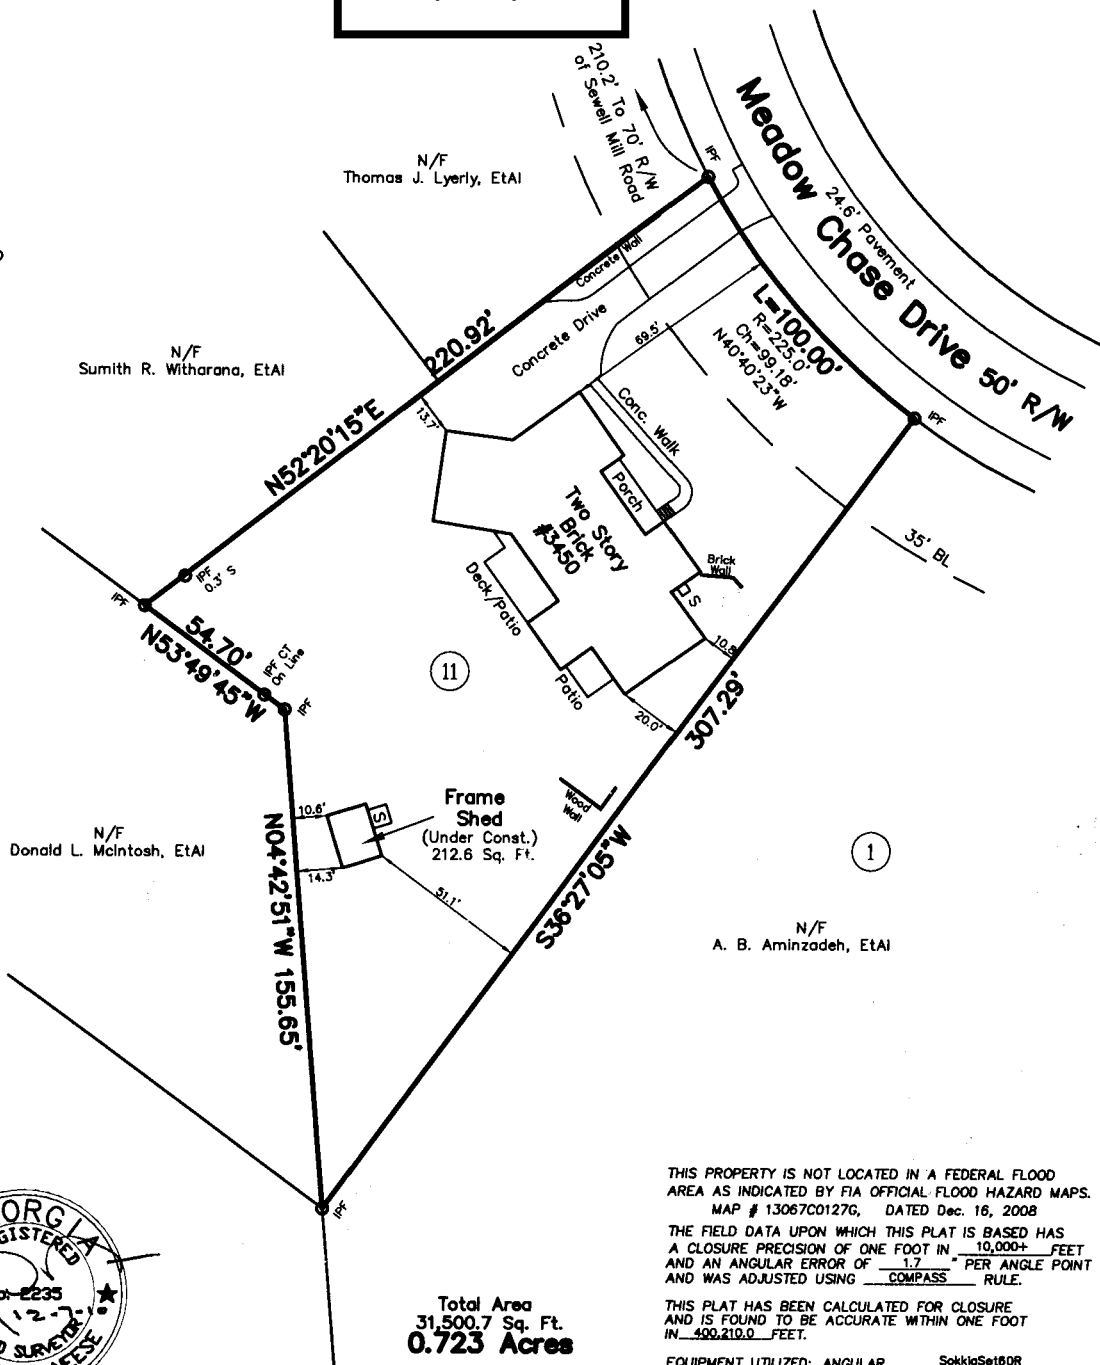 210.2' To 70' R/W
of Sewell Mill Road
Meadow Chase Drive 50' R/W
24.6' Pavement
IPF
N/F
Thomas J. Lyerly, EtAl
Concrete Wall
Concrete Drive
69.5'
L=100.00'
R=225.0'
Ch=99.18'
N40°40'23"W
IPF
N/F
Sumith R. Witharana, EtAl
220.92'
N52°20'15"E
13.7'
Conc. Walk
Porch
Two Story
Brick
#3450
Brick
Wall
S
35' BL
Deck/Patio
Patio
10.8
20.0'
IPF
0.3' S
IPF
54.70'
N53°49'45"W
IPF CT
On Line
IPF
11
307.29'
S36°27'05"W
Wood
Wall
Frame
Shed
(Under Const.)
212.6 Sq. Ft.
S
10.6'
14.3'
51.1'
N/F
Donald L. McIntosh, EtAl
N04°42'51"W 155.65'
1
N/F
A. B. Aminzadeh, EtAl
IPF
THIS PROPERTY IS NOT LOCATED IN A FEDERAL FLOOD
AREA AS INDICATED BY FIA OFFICIAL FLOOD HAZARD MAPS.
MAP # 13067C0127G, DATED Dec. 16, 2008
THE FIELD DATA UPON WHICH THIS PLAT IS BASED HAS
A CLOSURE PRECISION OF ONE FOOT IN 10,000+ FEET
AND AN ANGULAR ERROR OF 1.7 " PER ANGLE POINT
AND WAS ADJUSTED USING COMPASS RULE.
THIS PLAT HAS BEEN CALCULATED FOR CLOSURE
AND IS FOUND TO BE ACCURATE WITHIN ONE FOOT
IN 400,210.0 FEET.
EQUIPMENT UTILIZED: ANGULAR SokkiaSet60R
Total Area
31,500.7 Sq. Ft.
0.723 Acres
ORGIA
GISTERED
2235
SURVEYOR